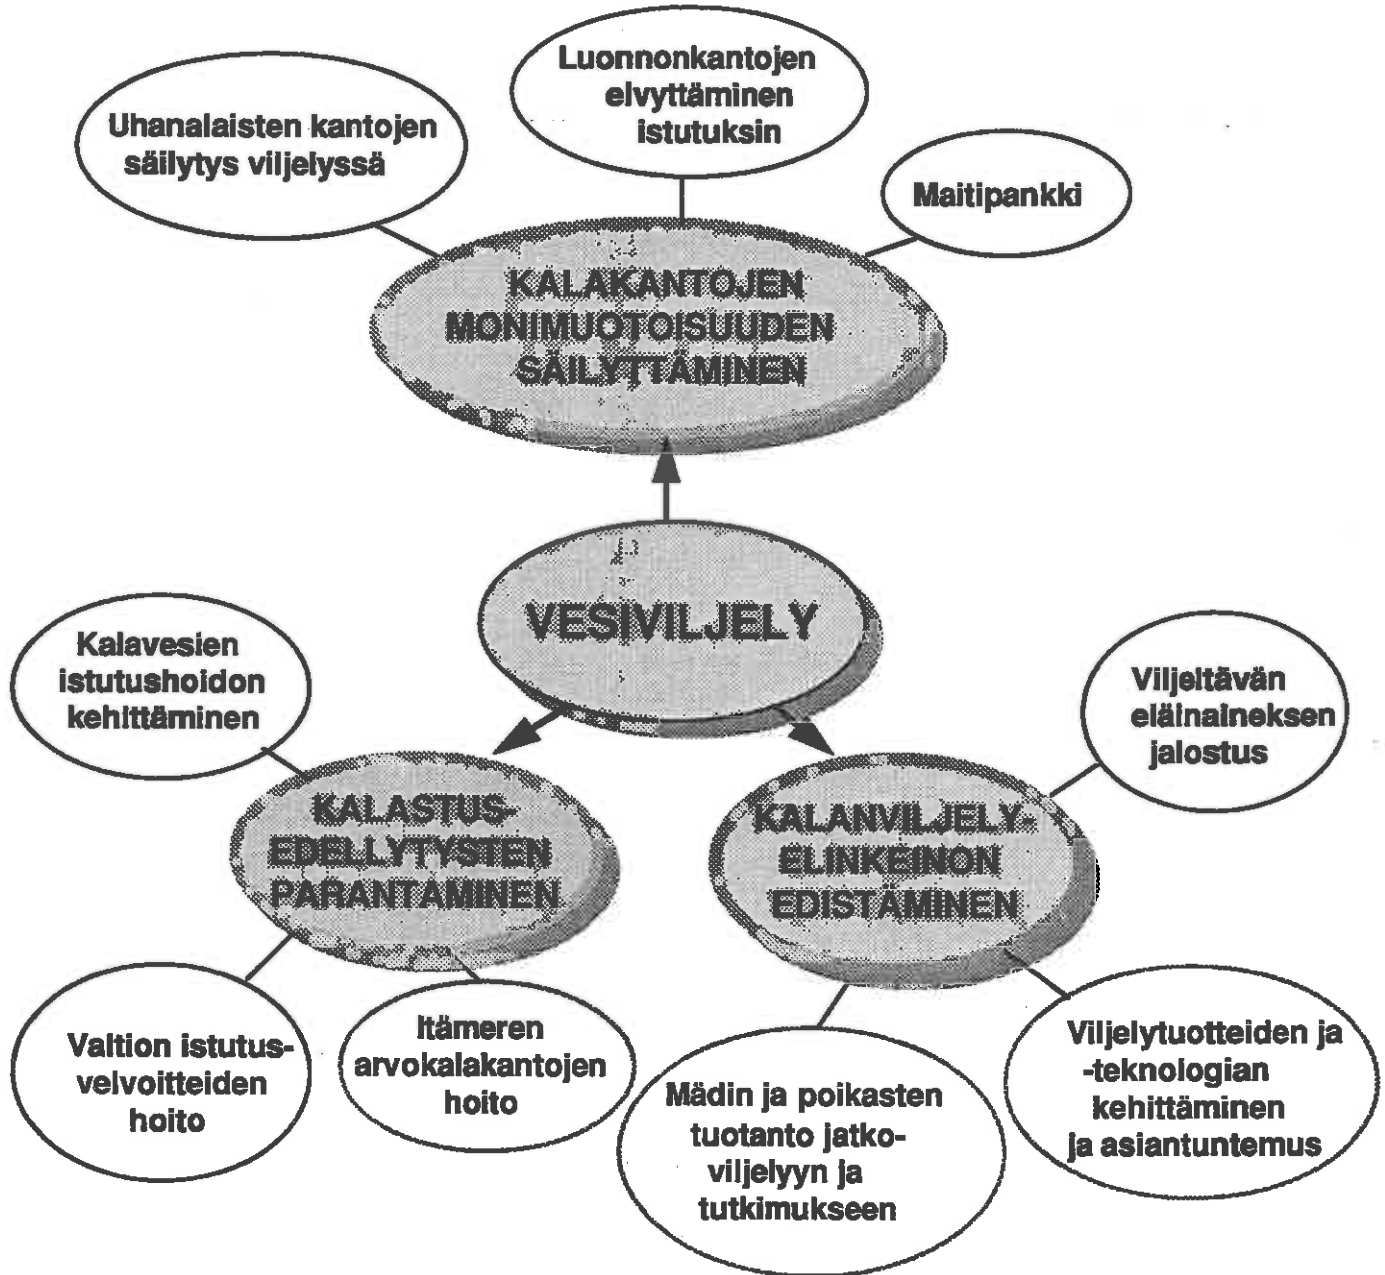 Luonnonkantojen
elvyttäminen
istutuksin
Uhanalaisten kantojen
säilytys viljelyssä
Maitipankki
KALAKANTOJEN
MONIMUOTOISUUDEN
SÄILYTTÄMINEN
VESIVILJELY
Kalavesien
istutushoidon
kehittäminen
Viljeltävän
eläinaineksen
jalostus
KALASTUS-
EDELLYTYSTEN
PARANTAMINEN
KALANVILJELY-
ELINKEINON
EDISTÄMINEN
Valtion istutus-
velvoitteiden
hoito
Itämeren
arvokalakantojen
hoito
Mädin ja poikasten
tuotanto jatko-
viljelyyn ja
tutkimukseen
Viljelytuotteiden ja
-teknologian
kehittäminen
ja asiantuntemus